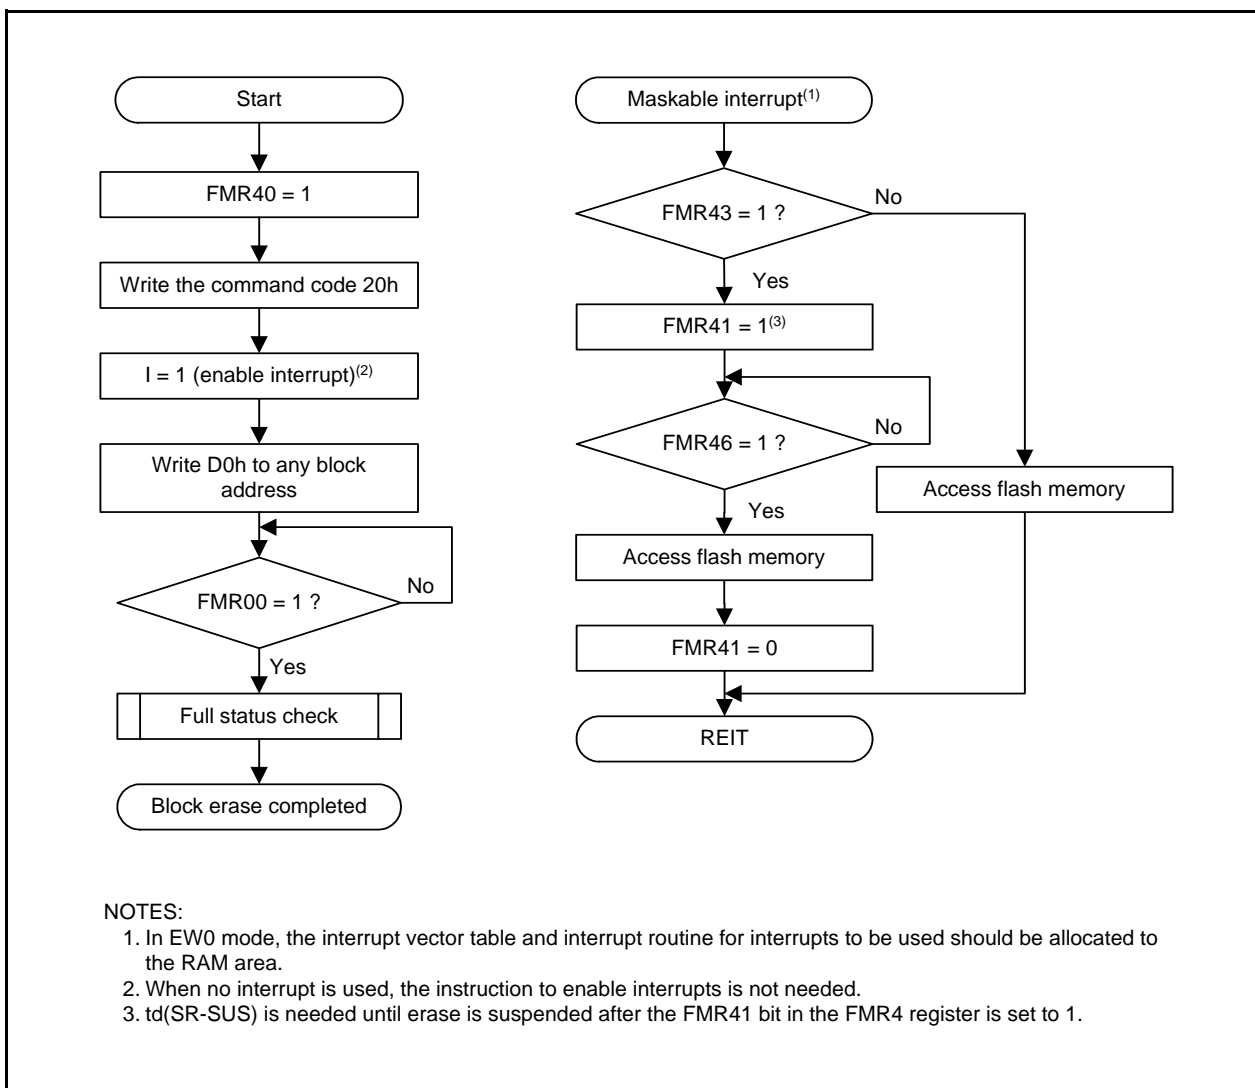 Start
FMR40 = 1
Write the command code 20h
I = 1 (enable interrupt)(2)
Write D0h to any block
address
FMR00 = 1 ?
No
Yes
Full status check
Block erase completed
Maskable interrupt(1)
FMR43 = 1 ?
No
Yes
FMR41 = 1(3)
FMR46 = 1 ?
No
Yes
Access flash memory
Access flash memory
FMR41 = 0
REIT
NOTES:
1. In EW0 mode, the interrupt vector table and interrupt routine for interrupts to be used should be allocated to
the RAM area.
2. When no interrupt is used, the instruction to enable interrupts is not needed.
3. td(SR-SUS) is needed until erase is suspended after the FMR41 bit in the FMR4 register is set to 1.